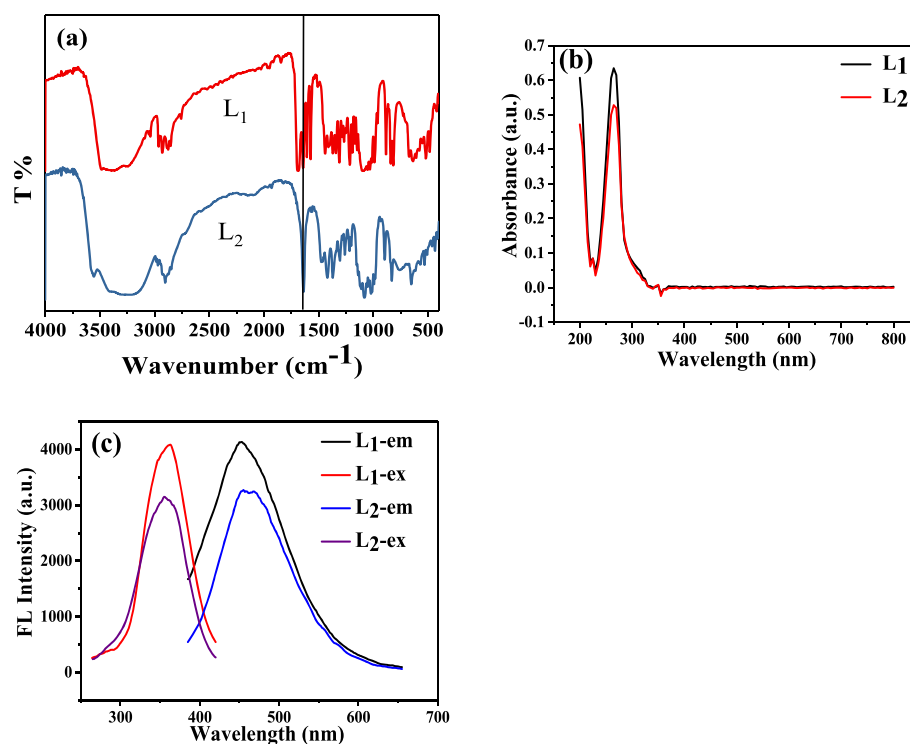 (a)
L1
L2
T %
4000 3500 3000 2500 2000 1500 1000 500
Wavenumber (cm-1)
(b)
L1
L2
0.7
0.6
0.5
0.4
0.3
0.2
0.1
0.0
-0.1
Absorbance (a.u.)
200 300 400 500 600 700 800
Wavelength (nm)
(c)
L1-em
L1-ex
L2-em
L2-ex
4000
3000
2000
1000
0
FL Intensity (a.u.)
300 400 500 600 700
Wavelength (nm)